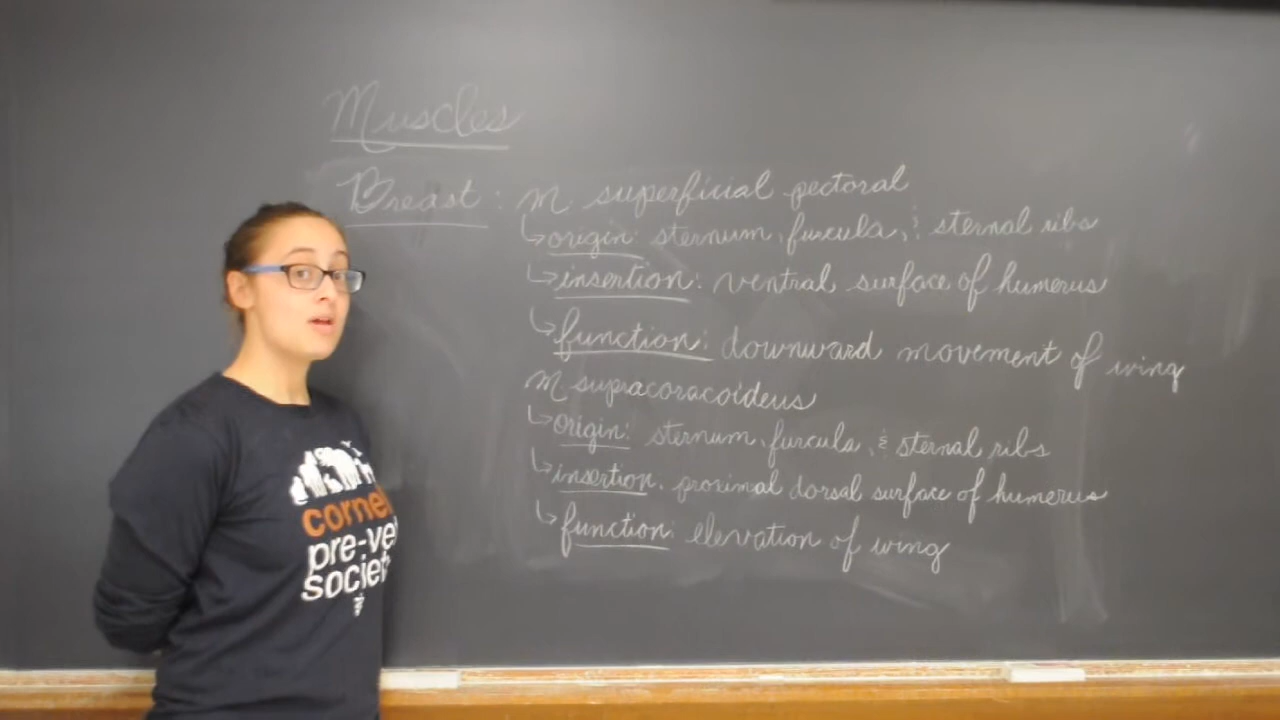 Muscles
Breast: m. superficial pectoral
↳ origin: sternum, furcula, & sternal ribs
↳ insertion: ventral surface of humerus
↳ function: downward movement of wing
m. supracoracoideus
↳ origin: sternum, furcula, & sternal ribs
↳ insertion: proximal dorsal surface of humerus
↳ function: elevation of wing
cornell
pre-vet
society